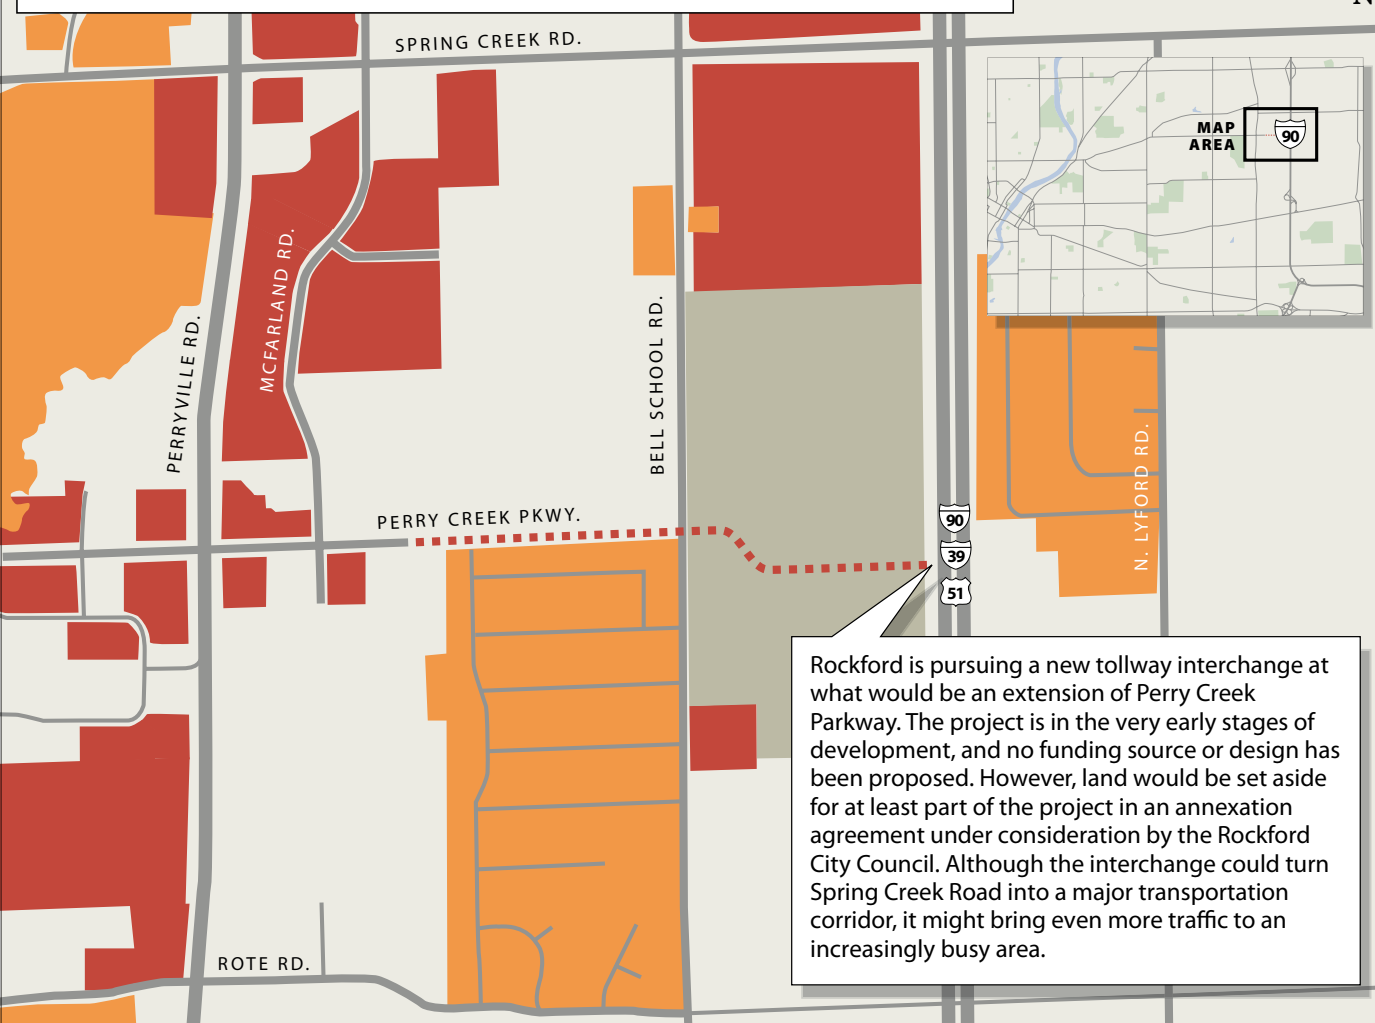 N
SPRING CREEK RD.
MAP
AREA
90
MCFARLAND RD.
PERRYVILLE RD.
BELL SCHOOL RD.
N. LYFORD RD.
PERRY CREEK PKWY.
90
39
51
Rockford is pursuing a new tollway interchange at
what would be an extension of Perry Creek
Parkway. The project is in the very early stages of
development, and no funding source or design has
been proposed. However, land would be set aside
for at least part of the project in an annexation
agreement under consideration by the Rockford
City Council. Although the interchange could turn
Spring Creek Road into a major transportation
corridor, it might bring even more traffic to an
increasingly busy area.
ROTE RD.